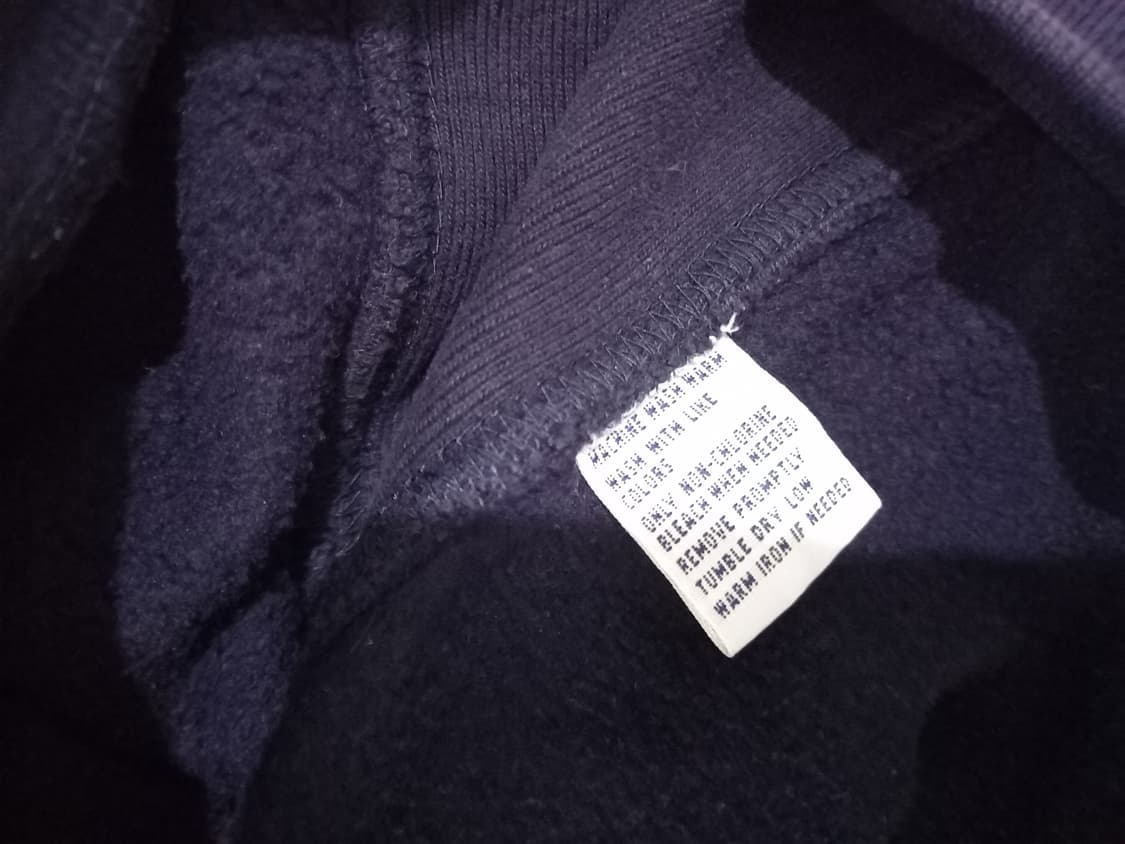 MACHINE WASH WARM
WASH WITH LIKE
COLORS
ONLY NON-CHLORINE
BLEACH WHEN NEEDED
REMOVE PROMPTLY
TUMBLE DRY LOW
WARM IRON IF NEEDED